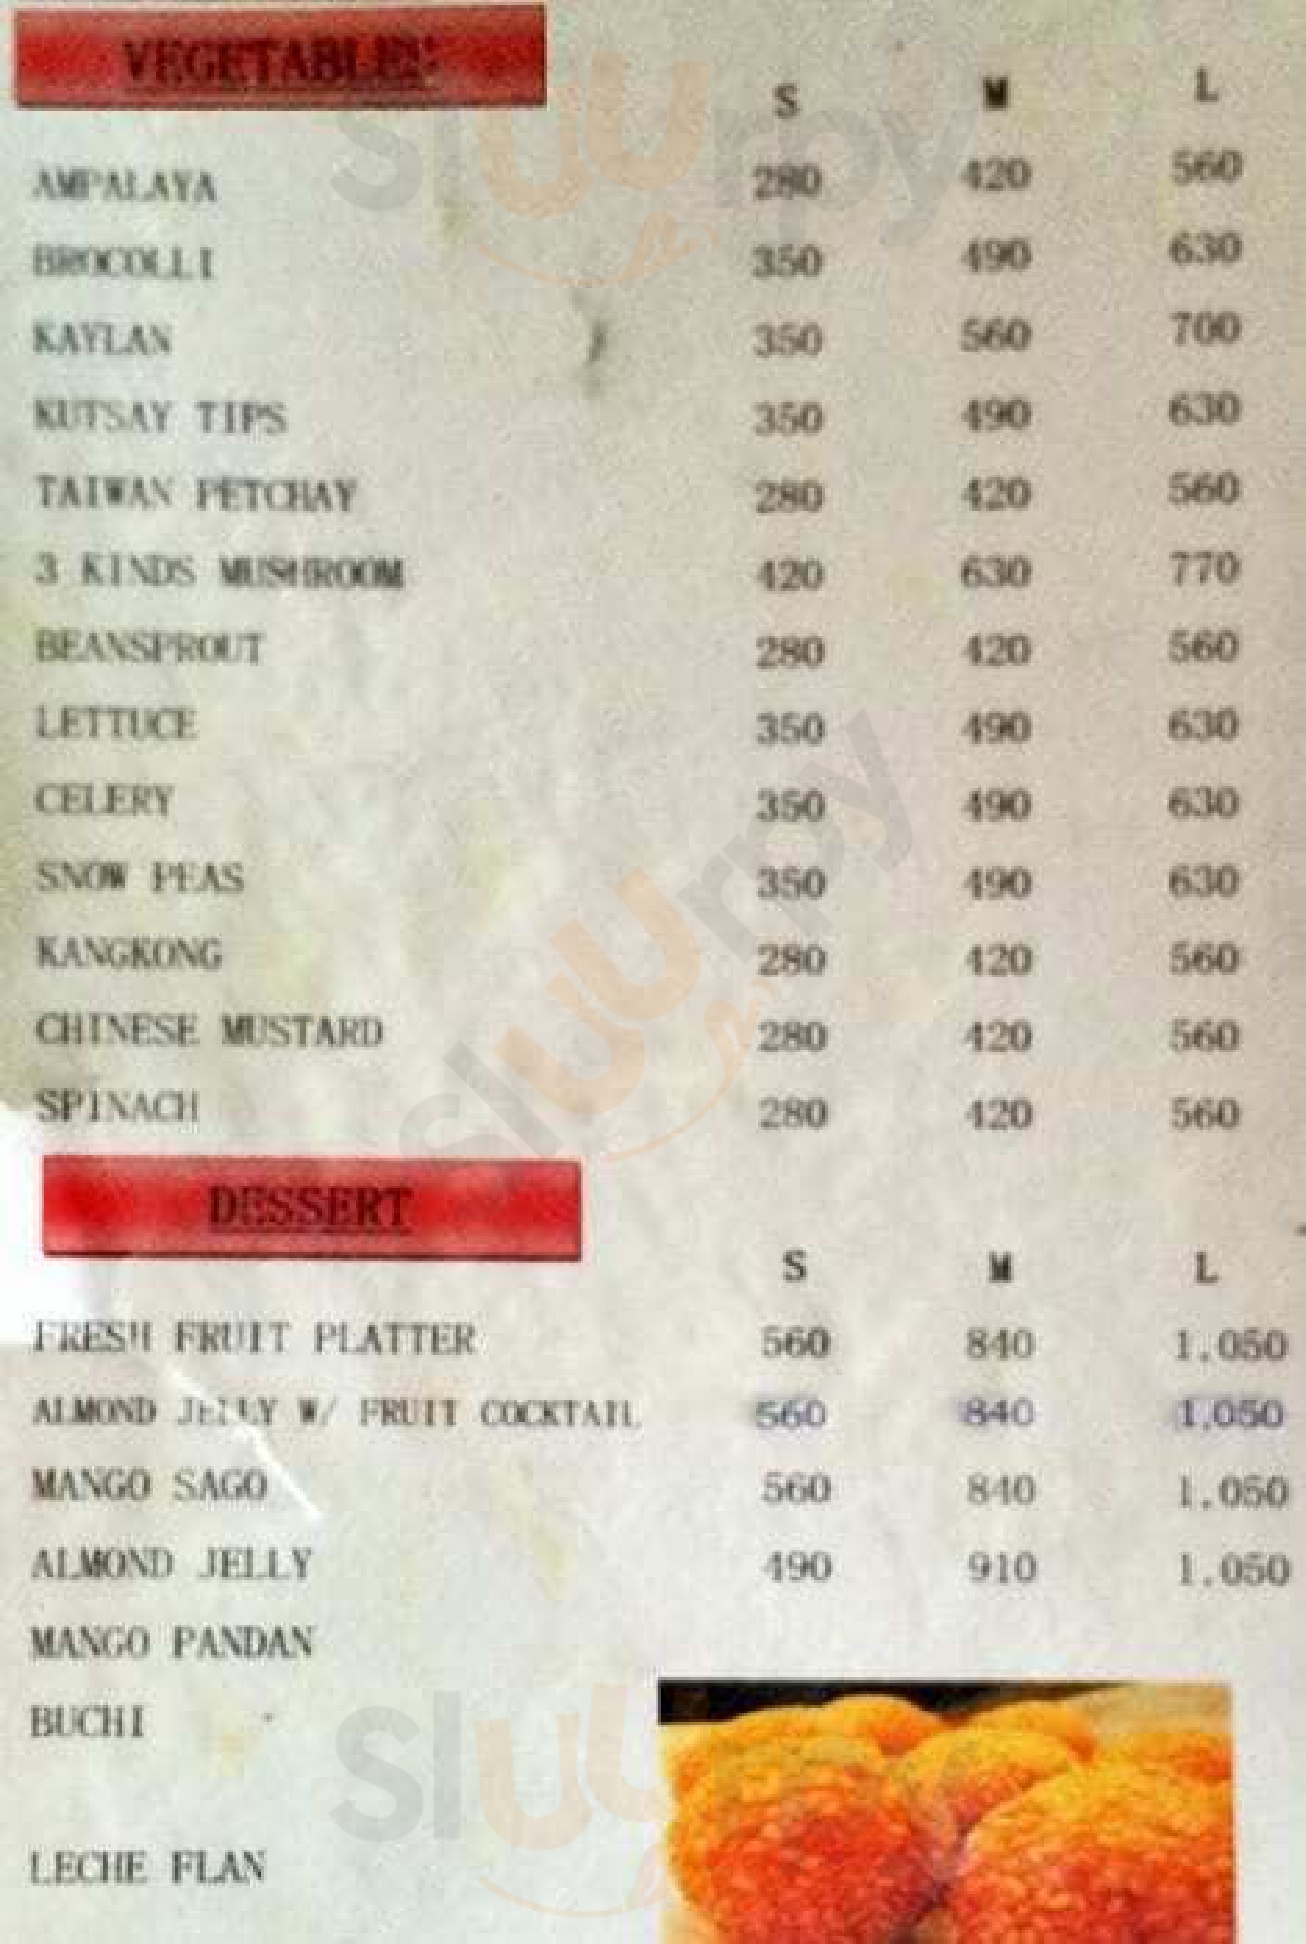 VEGETABLES
S M L
AMPALAYA 280 420 560
BROCOLLI 350 490 630
KAYLAN 350 560 700
KUTSAY TIPS 350 490 630
TAIWAN PETCHAY 280 420 560
3 KINDS MUSHROOM 420 630 770
BEANSPROUT 280 420 560
LETTUCE 350 490 630
CELERY 350 490 630
SNOW PEAS 350 490 630
KANGKONG 280 420 560
CHINESE MUSTARD 280 420 560
SPINACH 280 420 560
DESSERT
S M L
FRESH FRUIT PLATTER 560 840 1.050
ALMOND JELLY W/ FRUIT COCKTAIL 560 840 1,050
MANGO SAGO 560 840 1.050
ALMOND JELLY 490 910 1.050
MANGO PANDAN
BUCHI
LECHE FLAN
sluurpy
sluurpy
sluurpy